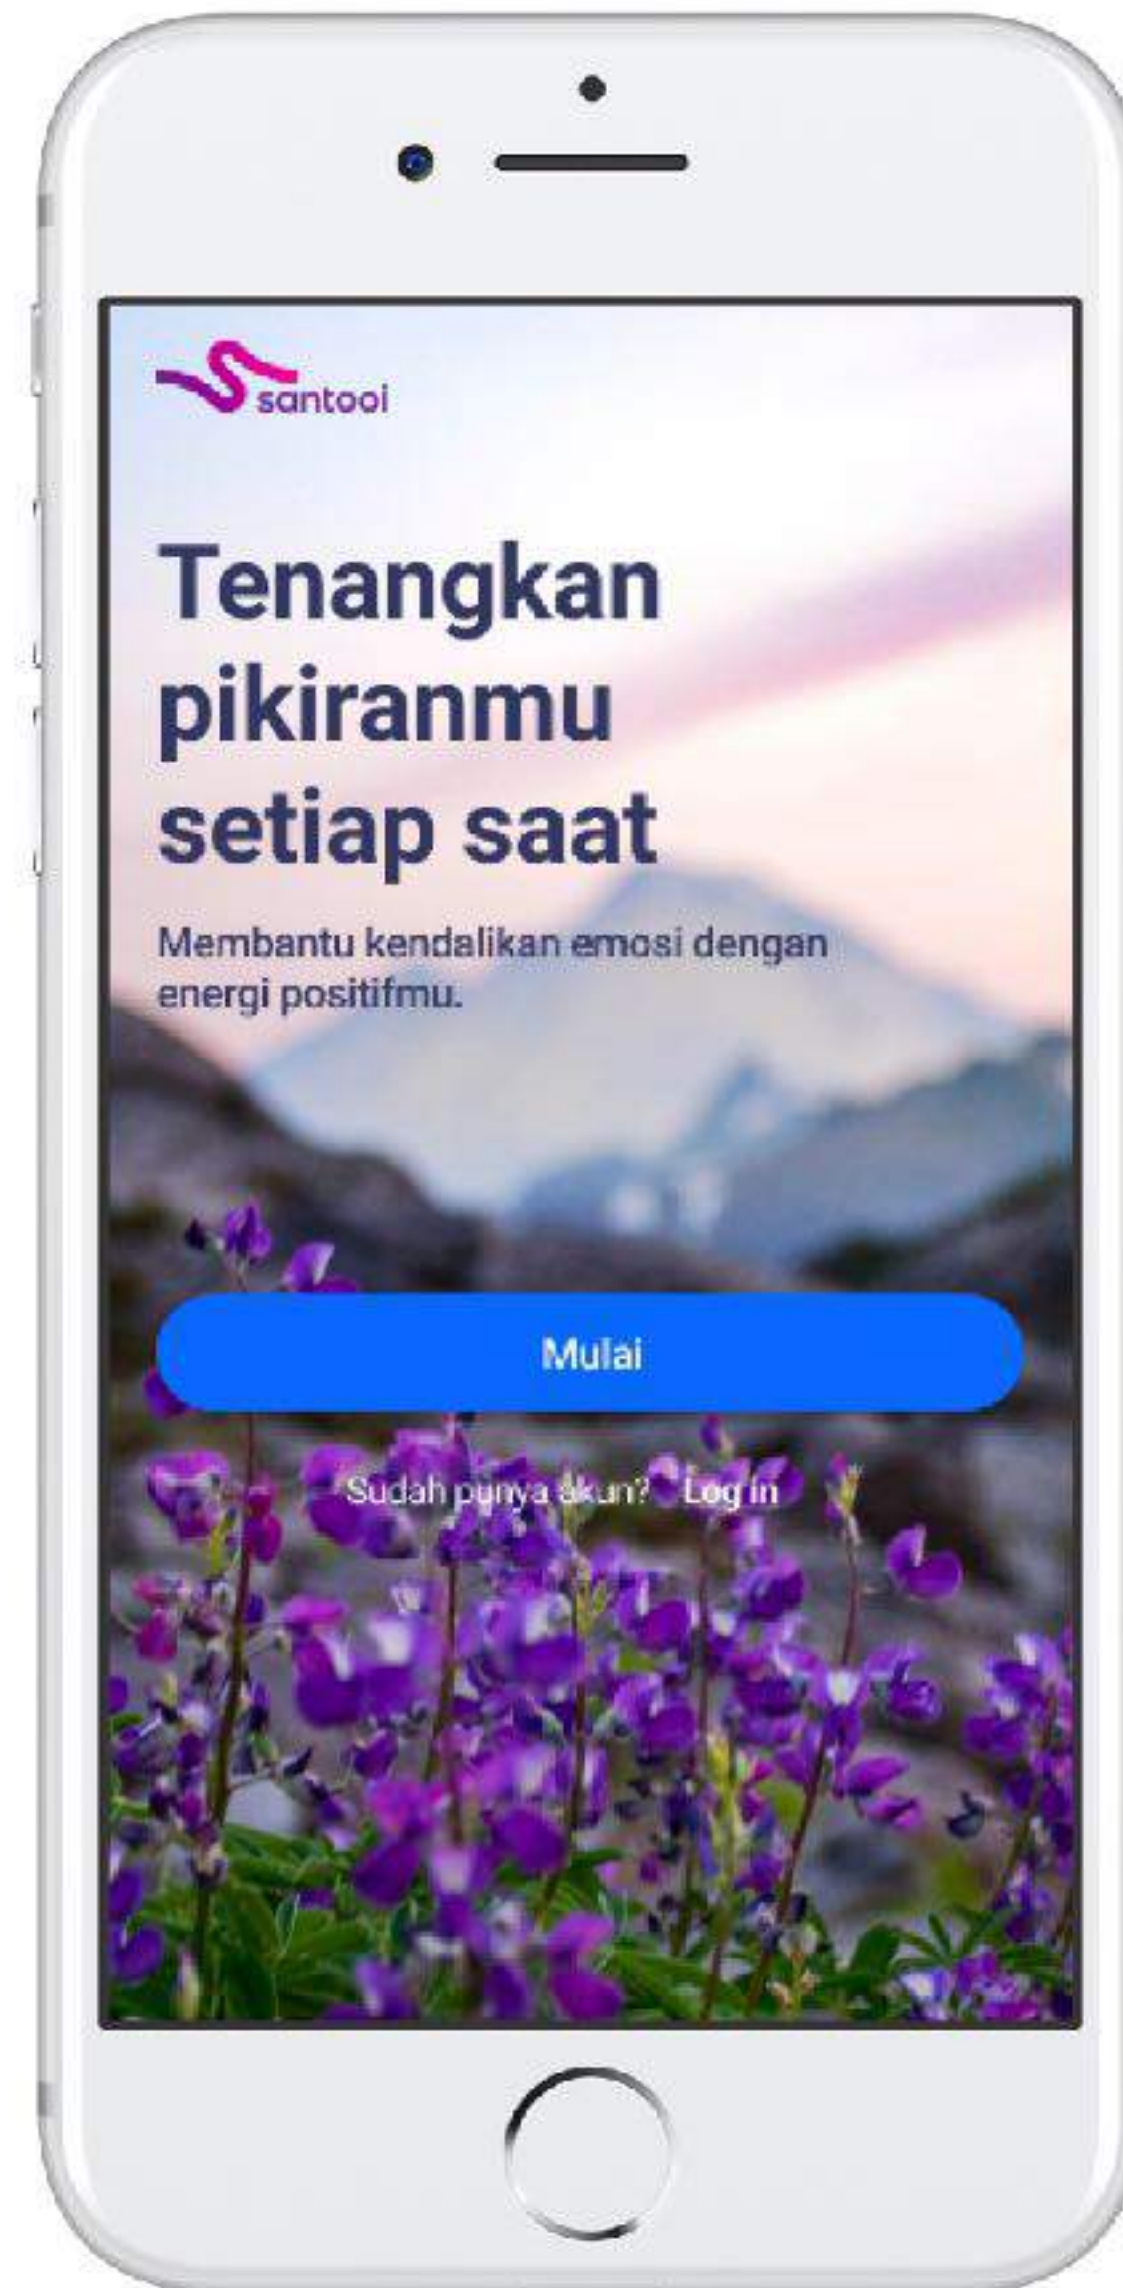 santooi
Tenangkan
pikiranmu
setiap saat
Membantu kendalikan emosi dengan
energi positifmu.
Mulai
Sudah punya akun? Log in